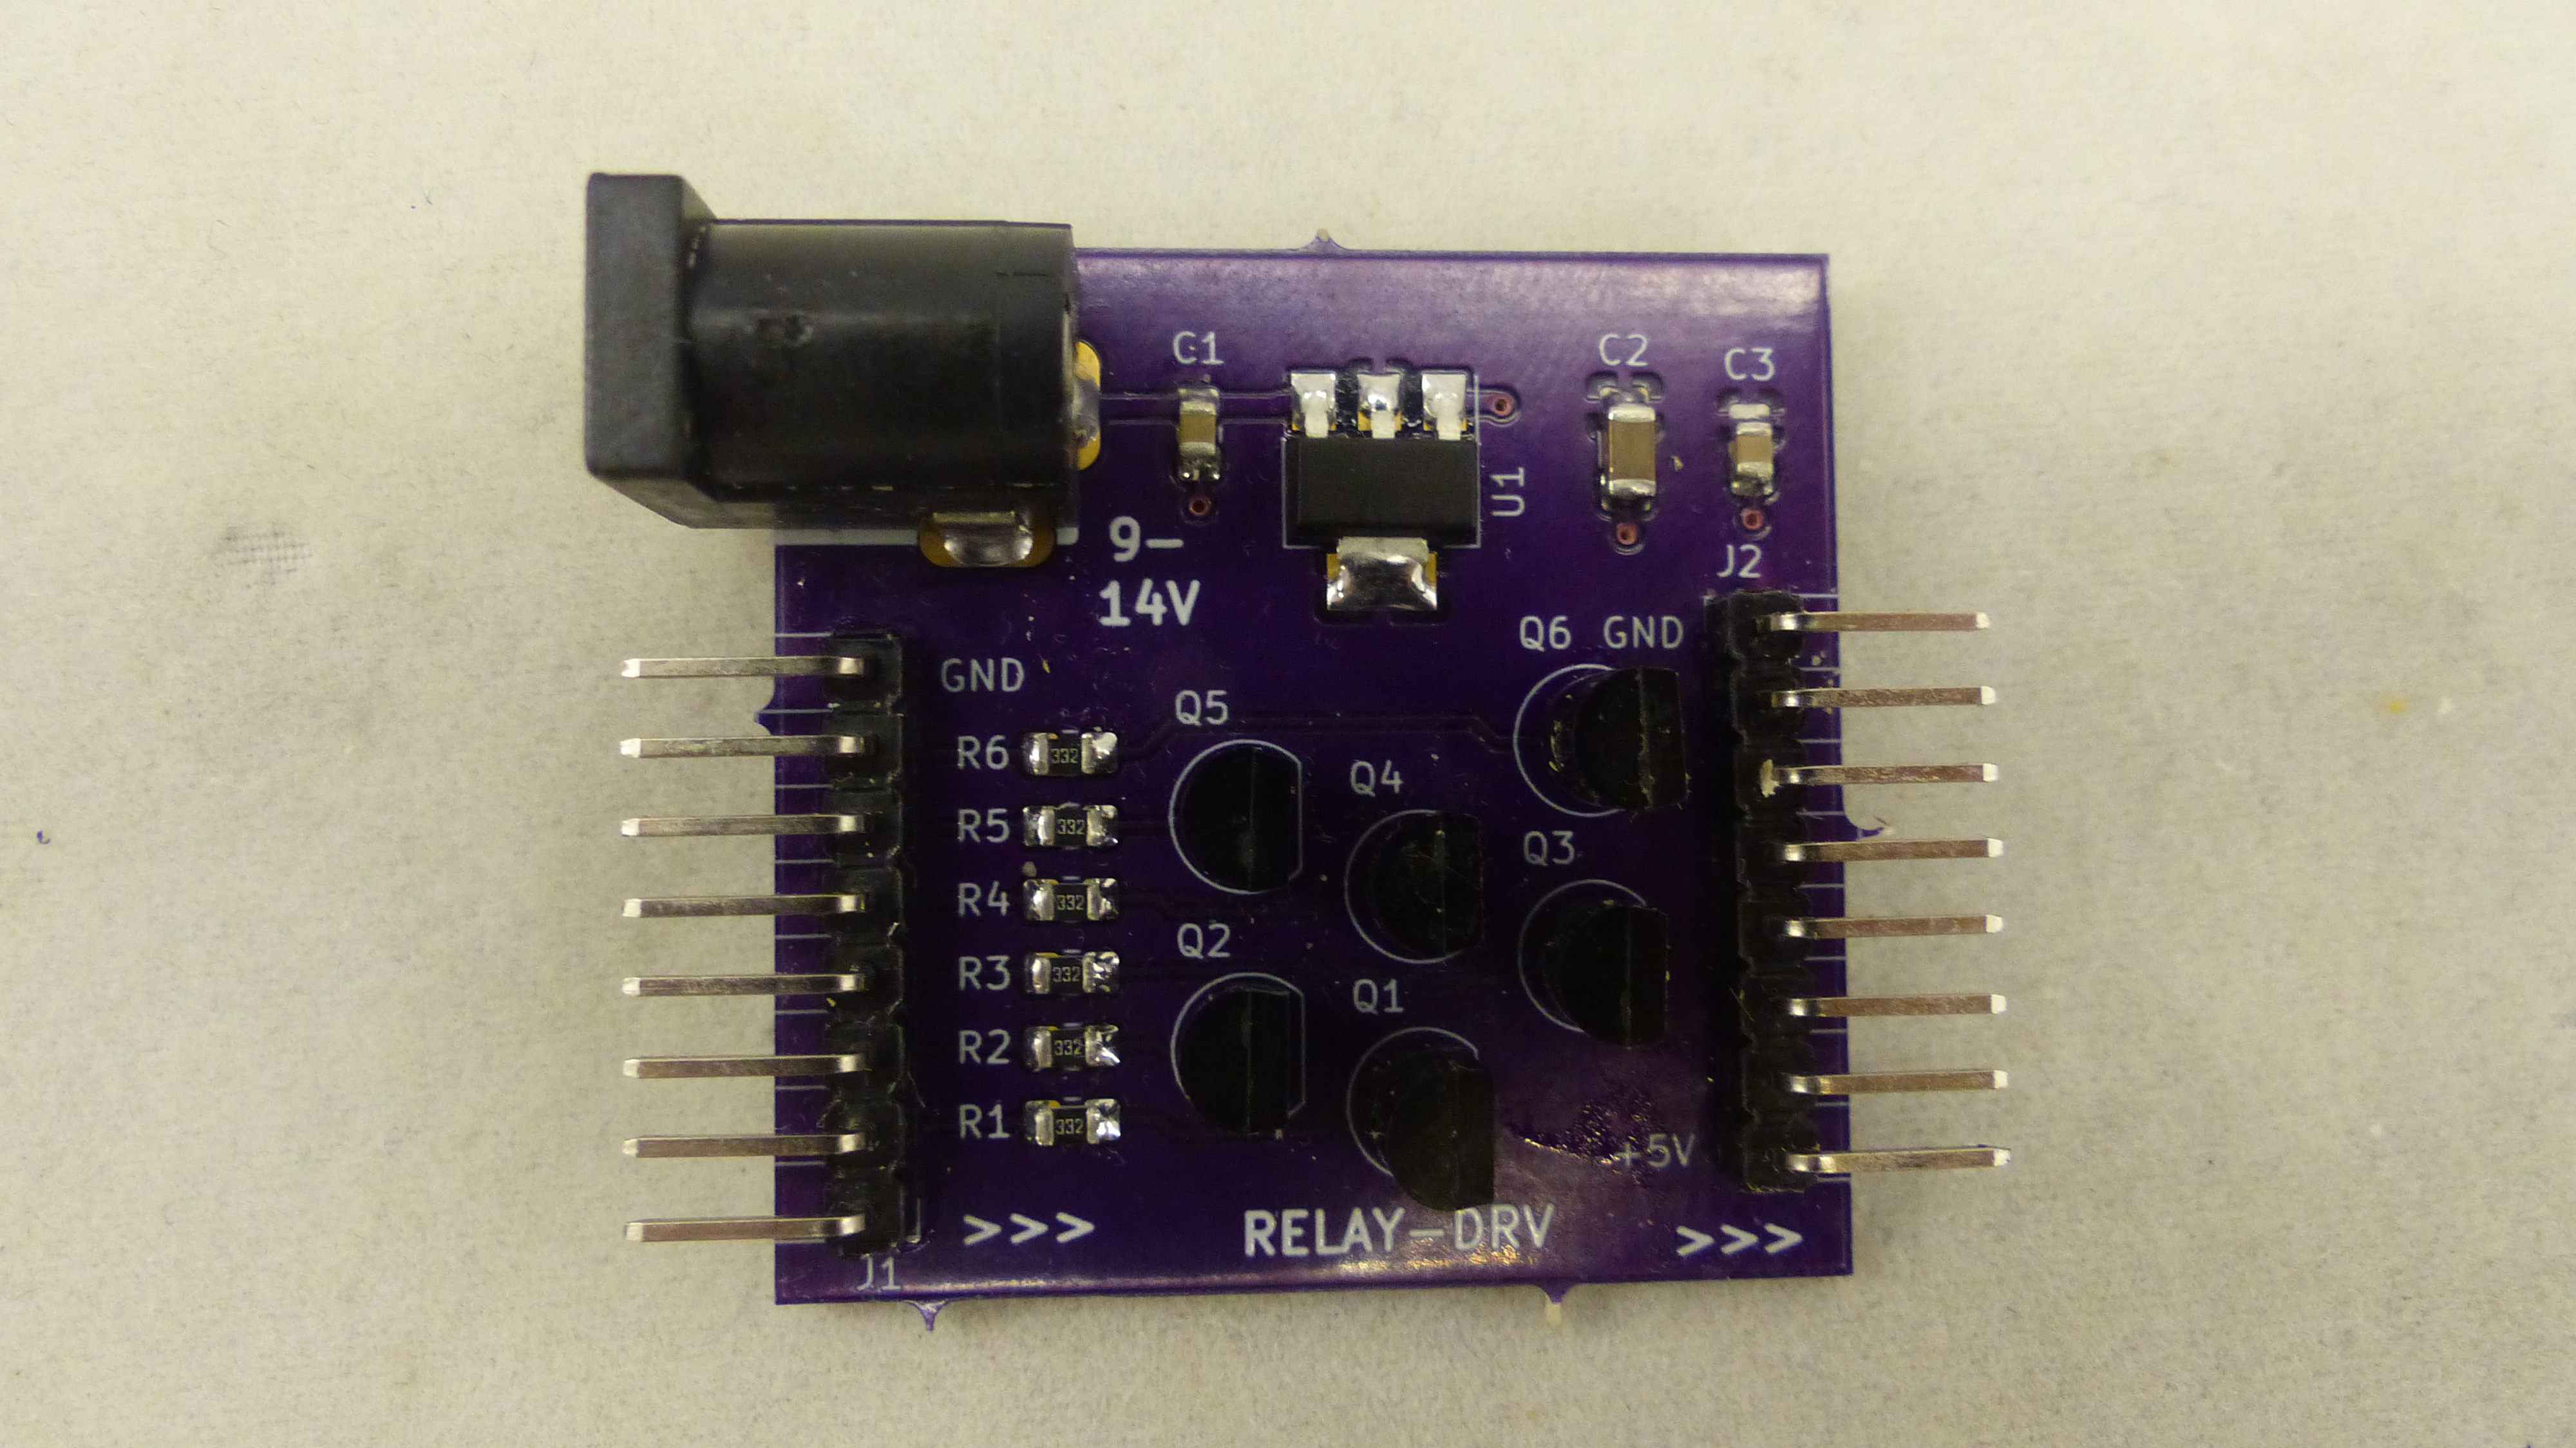 C1
C2
C3
U1
9-
14V
J2
Q6 GND
GND
Q5
R6 332
Q4
R5 332
Q3
R4 332
Q2
R3 332
Q1
R2 332
R1 332
+5V
>>> RELAY-DRV >>>
J1